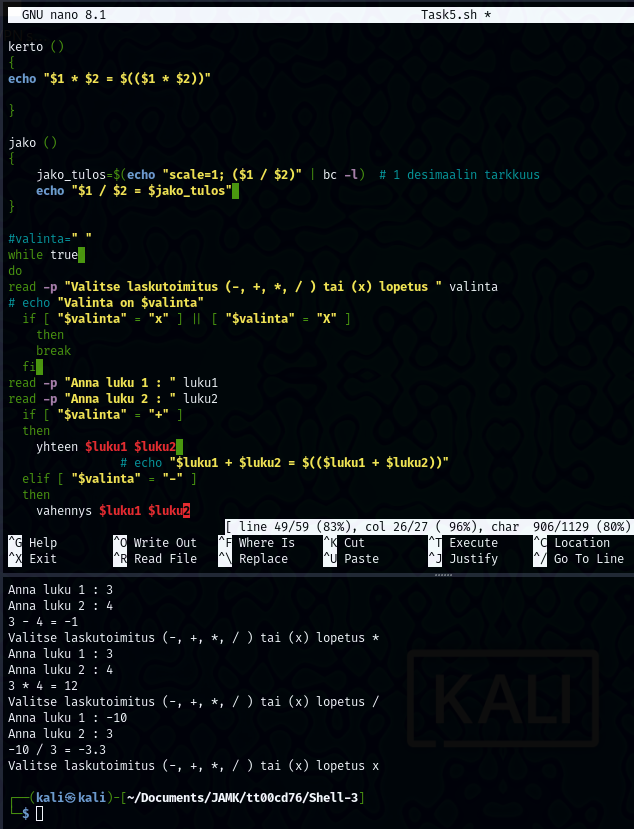 GNU nano 8.1 Task5.sh *
kerto ()
{
echo "$1 * $2 = $(($1 * $2))"
}
jako ()
{
jako_tulos=$(echo "scale=1; ($1 / $2)" | bc -l) # 1 desimaalin tarkkuus
echo "$1 / $2 = $jako_tulos"
}
#valinta=" "
while true
do
read -p "Valitse laskutoimitus (-, +, *, / ) tai (x) lopetus " valinta
# echo "Valinta on $valinta"
if [ "$valinta" = "x" ] || [ "$valinta" = "X" ]
then
break
fi
read -p "Anna luku 1 : " luku1
read -p "Anna luku 2 : " luku2
if [ "$valinta" = "+" ]
then
yhteen $luku1 $luku2
# echo "$luku1 + $luku2 = $(($luku1 + $luku2))"
elif [ "$valinta" = "-" ]
then
vahennys $luku1 $luku2
[ line 49/59 (83%), col 26/27 ( 96%), char 906/1129 (80%)
^G Help ^O Write Out ^F Where Is ^K Cut ^T Execute ^C Location
^X Exit ^R Read File ^\ Replace ^U Paste ^J Justify ^/ Go To Line
Anna luku 1 : 3
Anna luku 2 : 4
3 - 4 = -1
Valitse laskutoimitus (-, +, *, / ) tai (x) lopetus *
Anna luku 1 : 3
Anna luku 2 : 4
3 * 4 = 12
Valitse laskutoimitus (-, +, *, / ) tai (x) lopetus /
Anna luku 1 : -10
Anna luku 2 : 3
-10 / 3 = -3.3
Valitse laskutoimitus (-, +, *, / ) tai (x) lopetus x
KALI
┌──(kali㉿kali)-[~/Documents/JAMK/tt00cd76/Shell-3]
└─$